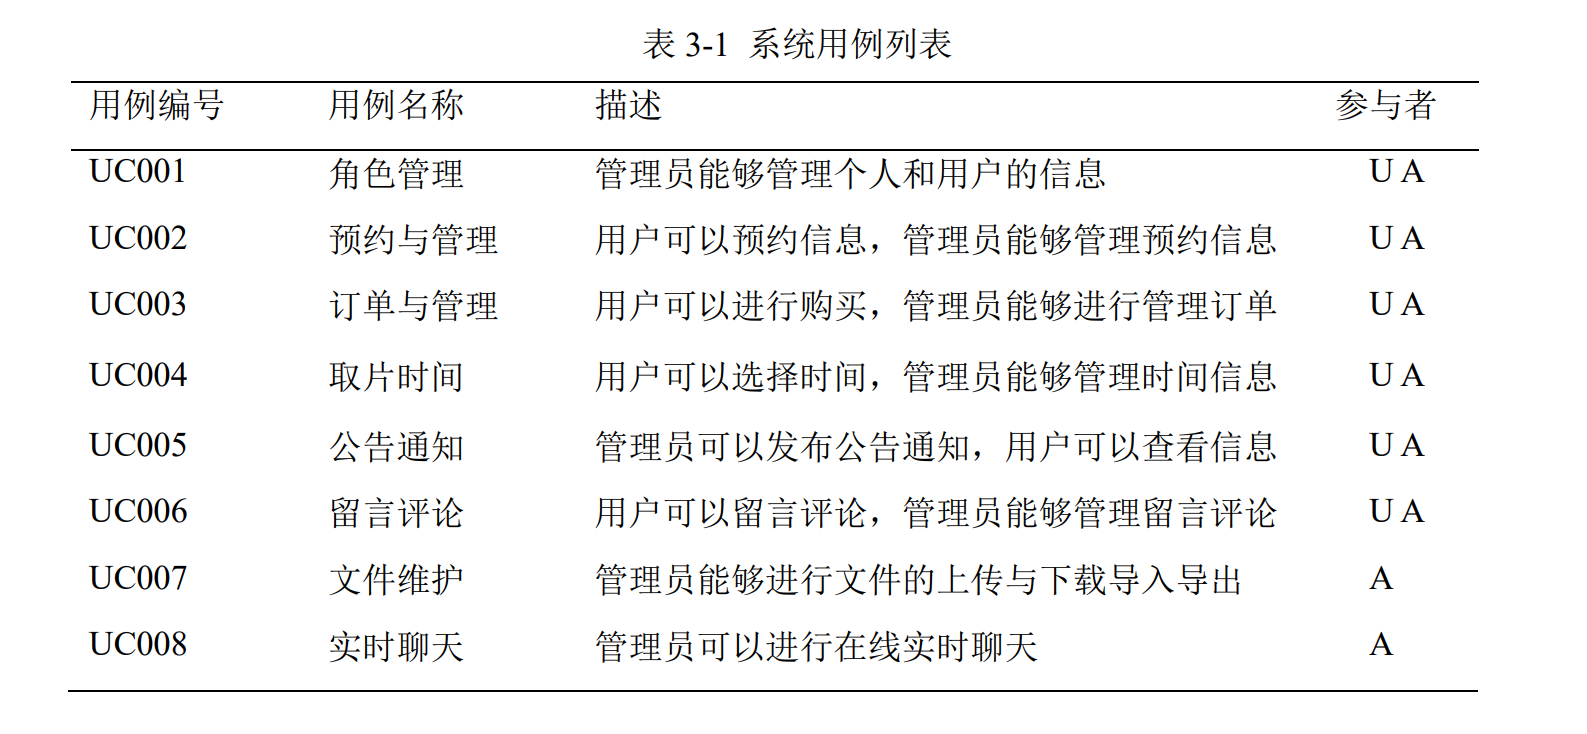 表 3-1 系统用例列表
用例编号 用例名称 描述 参与者
UC001 角色管理 管理员能够管理个人和用户的信息 U A
UC002 预约与管理 用户可以预约信息，管理员能够管理预约信息 U A
UC003 订单与管理 用户可以进行购买，管理员能够进行管理订单 U A
UC004 取片时间 用户可以选择时间，管理员能够管理时间信息 U A
UC005 公告通知 管理员可以发布公告通知，用户可以查看信息 U A
UC006 留言评论 用户可以留言评论，管理员能够管理留言评论 U A
UC007 文件维护 管理员能够进行文件的上传与下载导入导出 A
UC008 实时聊天 管理员可以进行在线实时聊天 A